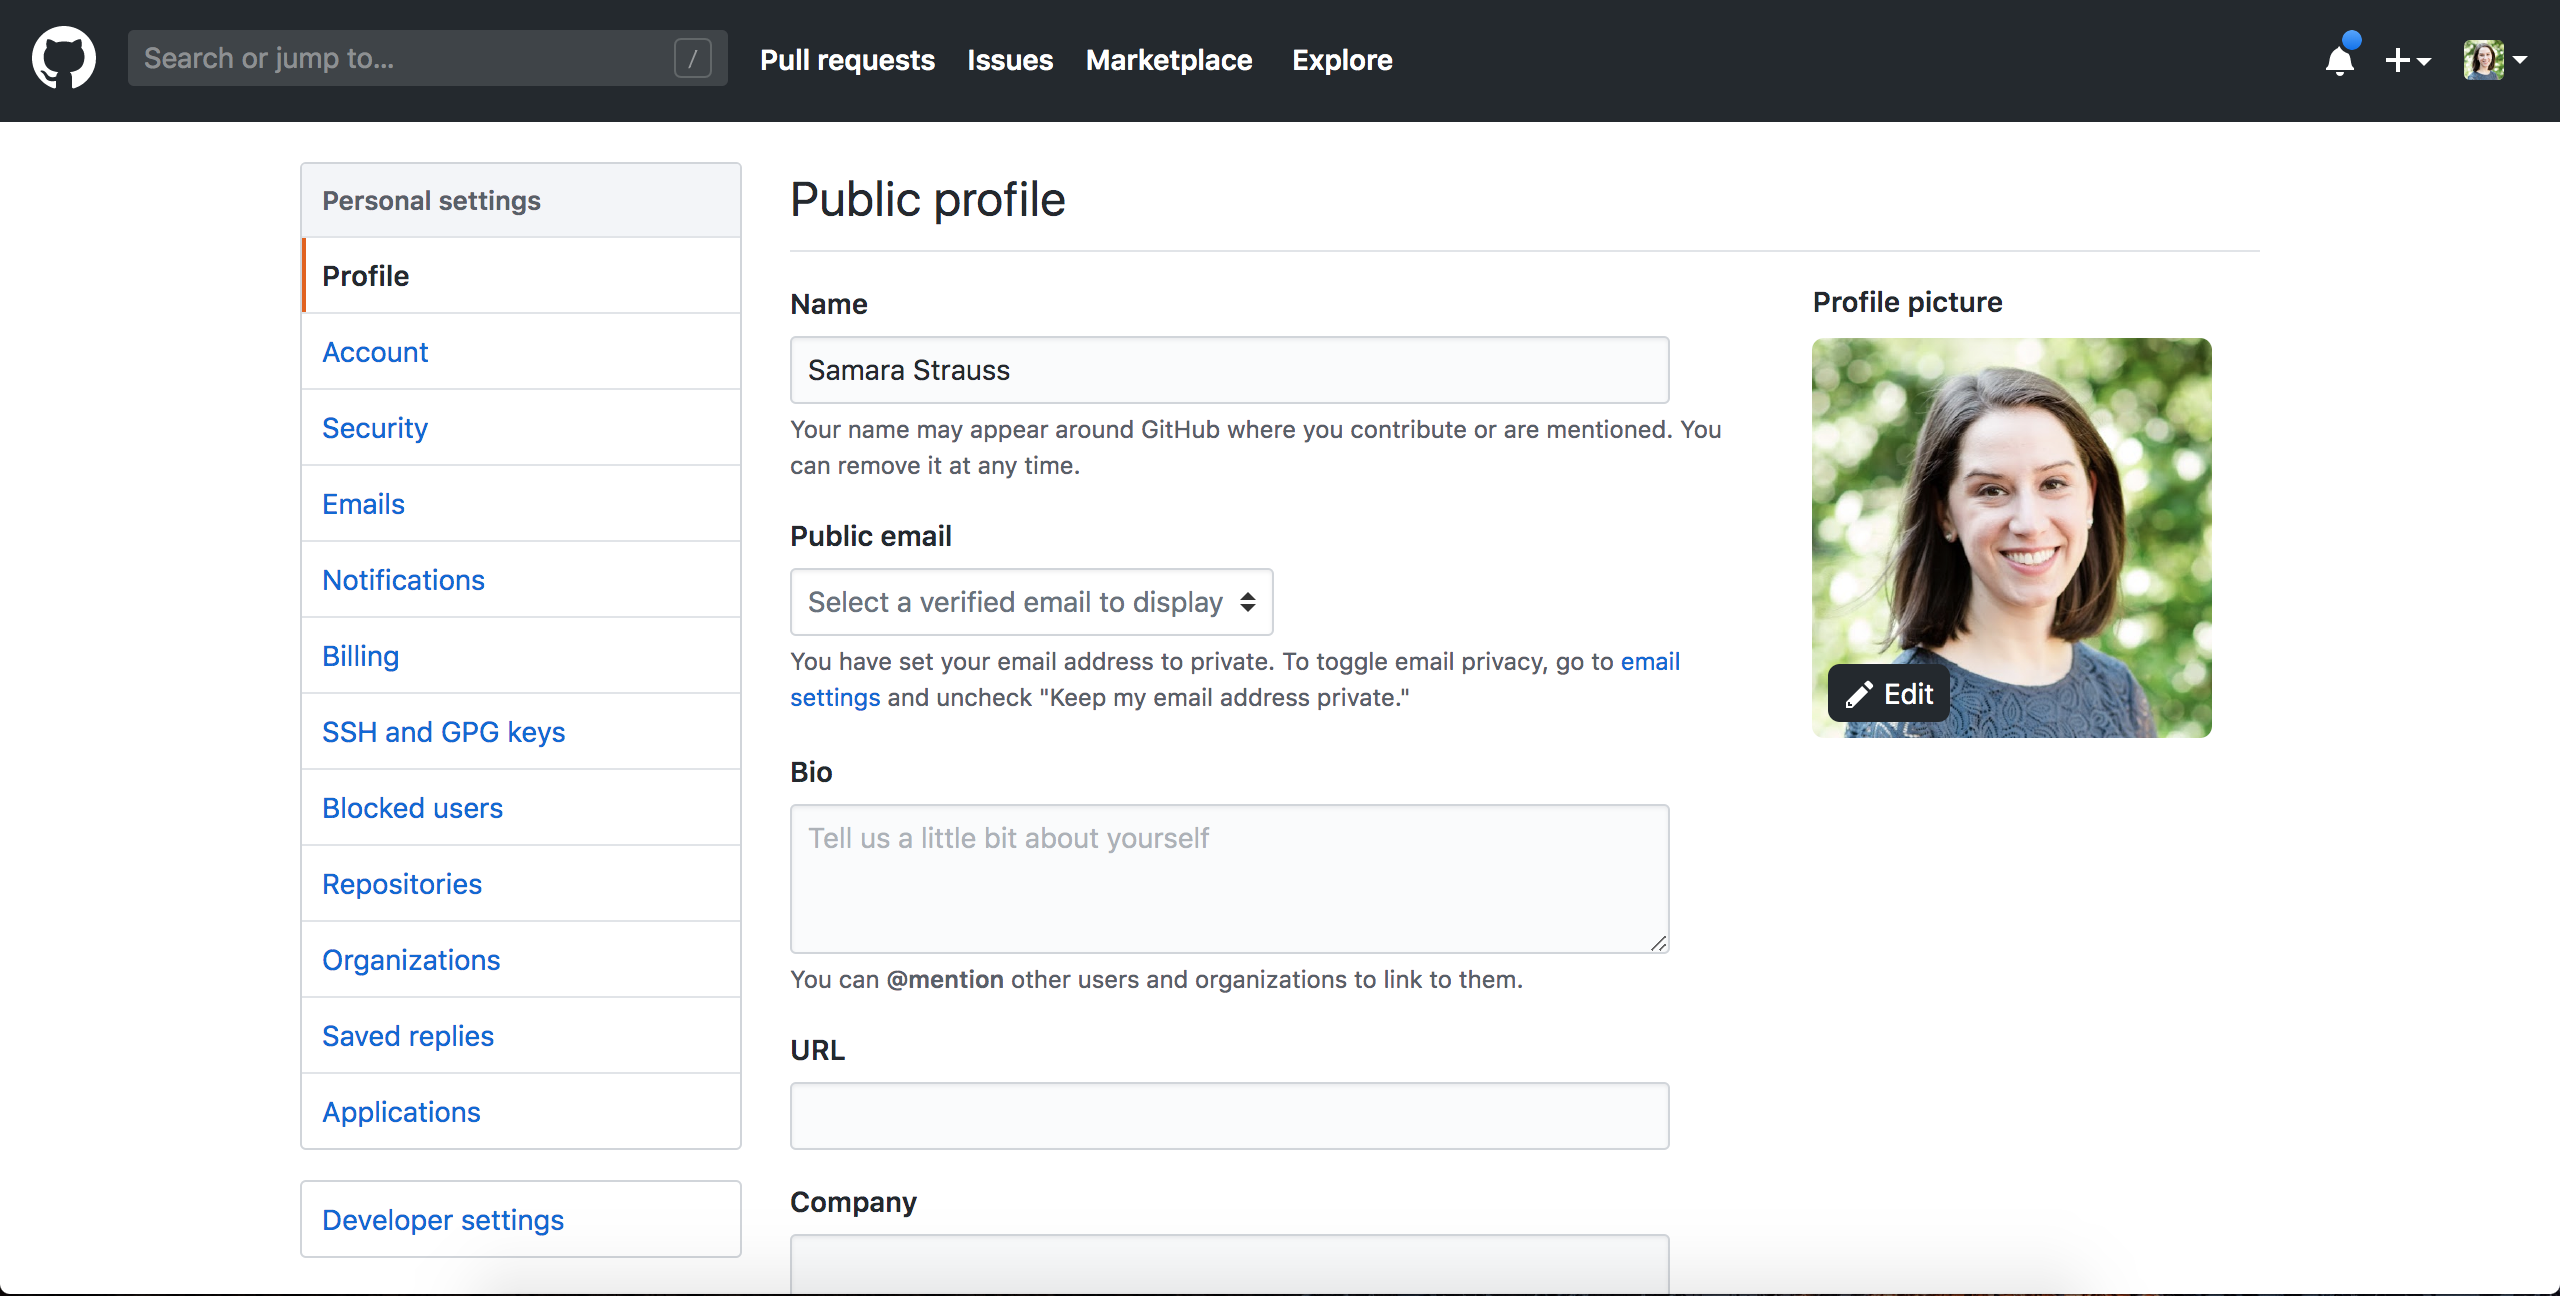 Search or jump to...
/
Pull requests
Issues
Marketplace
Explore
Personal settings
Profile
Account
Security
Emails
Notifications
Billing
SSH and GPG keys
Blocked users
Repositories
Organizations
Saved replies
Applications
Developer settings
Public profile
Name
Samara Strauss
Your name may appear around GitHub where you contribute or are mentioned. You
can remove it at any time.
Public email
Select a verified email to display
You have set your email address to private. To toggle email privacy, go to email
settings and uncheck "Keep my email address private."
Bio
Tell us a little bit about yourself
You can @mention other users and organizations to link to them.
URL
Company
Profile picture
Edit